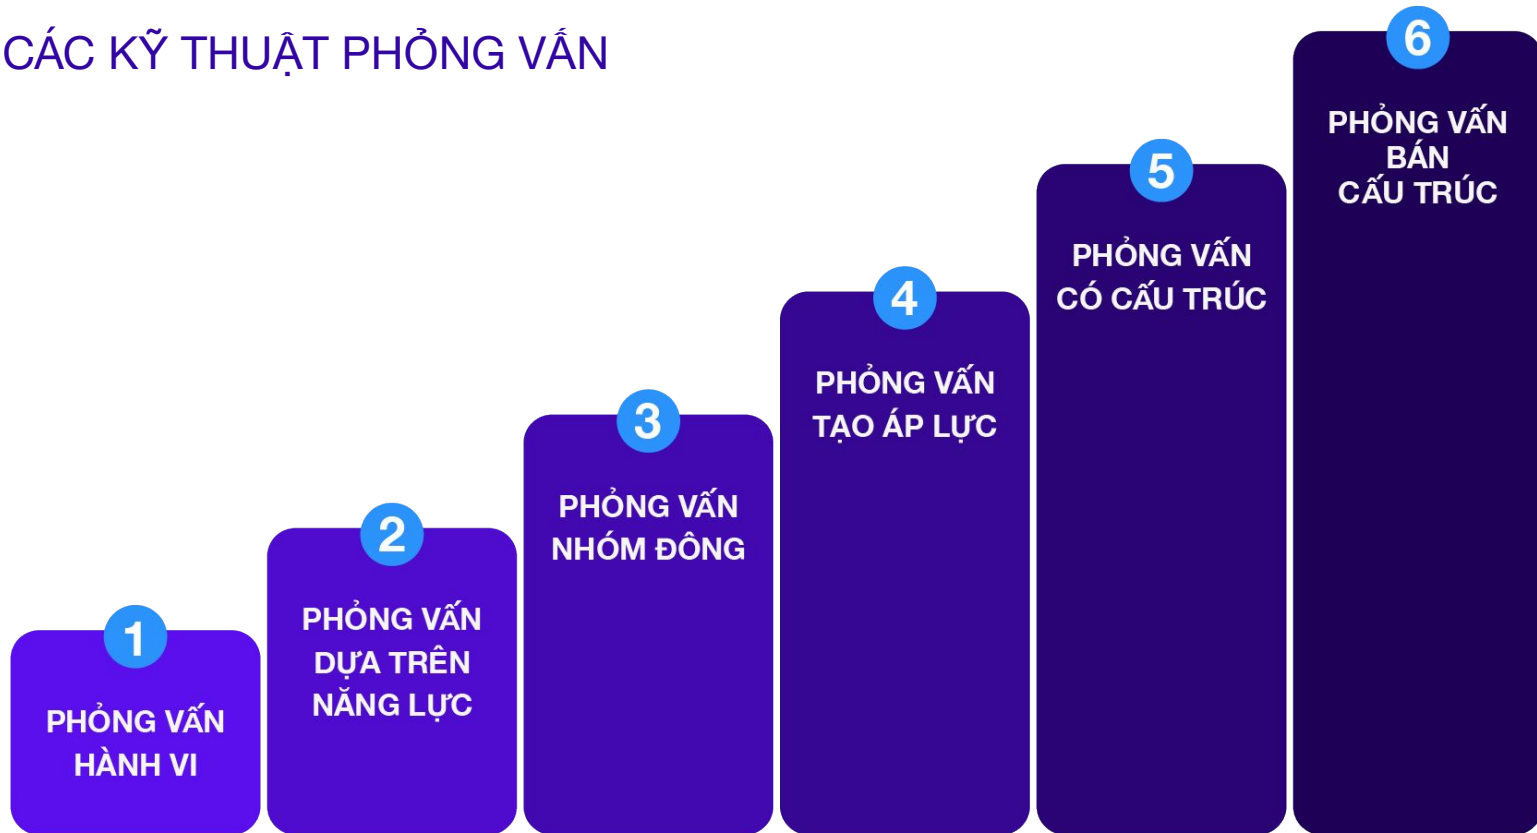 CÁC KỸ THUẬT PHỎNG VẤN
1
PHỎNG VẤN
HÀNH VI
2
PHỎNG VẤN
DỰA TRÊN
NĂNG LỰC
3
PHỎNG VẤN
NHÓM ĐÔNG
4
PHỎNG VẤN
TẠO ÁP LỰC
5
PHỎNG VẤN
CÓ CẤU TRÚC
6
PHỎNG VẤN
BÁN
CẤU TRÚC